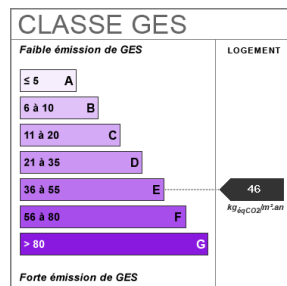 CLASSE GES
Faible émission de GES
LOGEMENT
≤ 5 A
6 à 10 B
11 à 20 C
21 à 35 D
36 à 55 E
46
kgéqCO2/m².an
56 à 80 F
> 80 G
Forte émission de GES